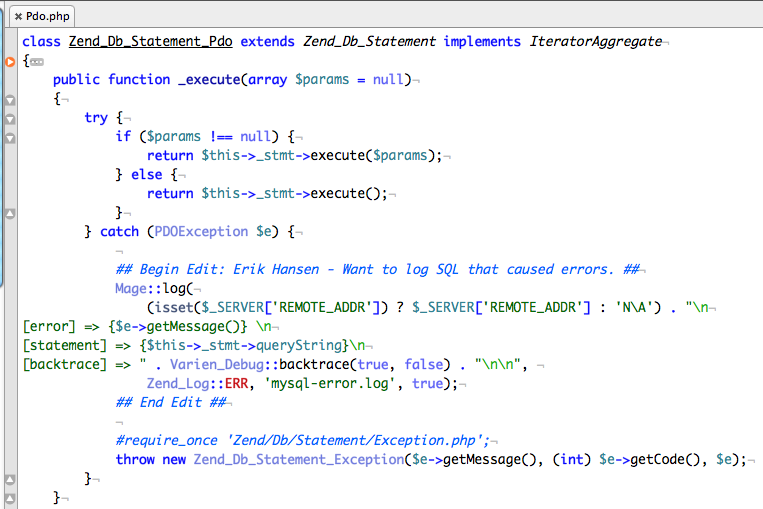 Pdo.php
class Zend_Db_Statement_Pdo extends Zend_Db_Statement implements IteratorAggregate¬
{
    public function _execute(array $params = null)¬
    {¬
        try {¬
            if ($params !== null) {¬
                return $this->_stmt->execute($params);¬
            } else {¬
                return $this->_stmt->execute();¬
            }¬
        } catch (PDOException $e) {¬
            ¬
            ## Begin Edit: Erik Hansen - Want to log SQL that caused errors. ##¬
            Mage::log(¬
                (isset($_SERVER['REMOTE_ADDR']) ? $_SERVER['REMOTE_ADDR'] : 'N\A') . "\n
[error] => {$e->getMessage()} \n¬
[statement] => {$this->_stmt->queryString}\n¬
[backtrace] => " . Varien_Debug::backtrace(true, false) . "\n\n", ¬
                Zend_Log::ERR, 'mysql-error.log', true);¬
            ## End Edit ##¬
            ¬
            #require_once 'Zend/Db/Statement/Exception.php';¬
            throw new Zend_Db_Statement_Exception($e->getMessage(), (int) $e->getCode(), $e);¬
        }¬
    }¬